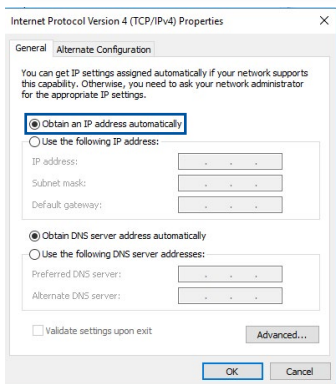 Internet Protocol Version 4 (TCP/IPv4) Properties
General Alternate Configuration
You can get IP settings assigned automatically if your network supports
this capability. Otherwise, you need to ask your network administrator
for the appropriate IP settings.
Obtain an IP address automatically
Use the following IP address:
IP address:
Subnet mask:
Default gateway:
Obtain DNS server address automatically
Use the following DNS server addresses:
Preferred DNS server:
Alternate DNS server:
Validate settings upon exit
Advanced...
OK Cancel